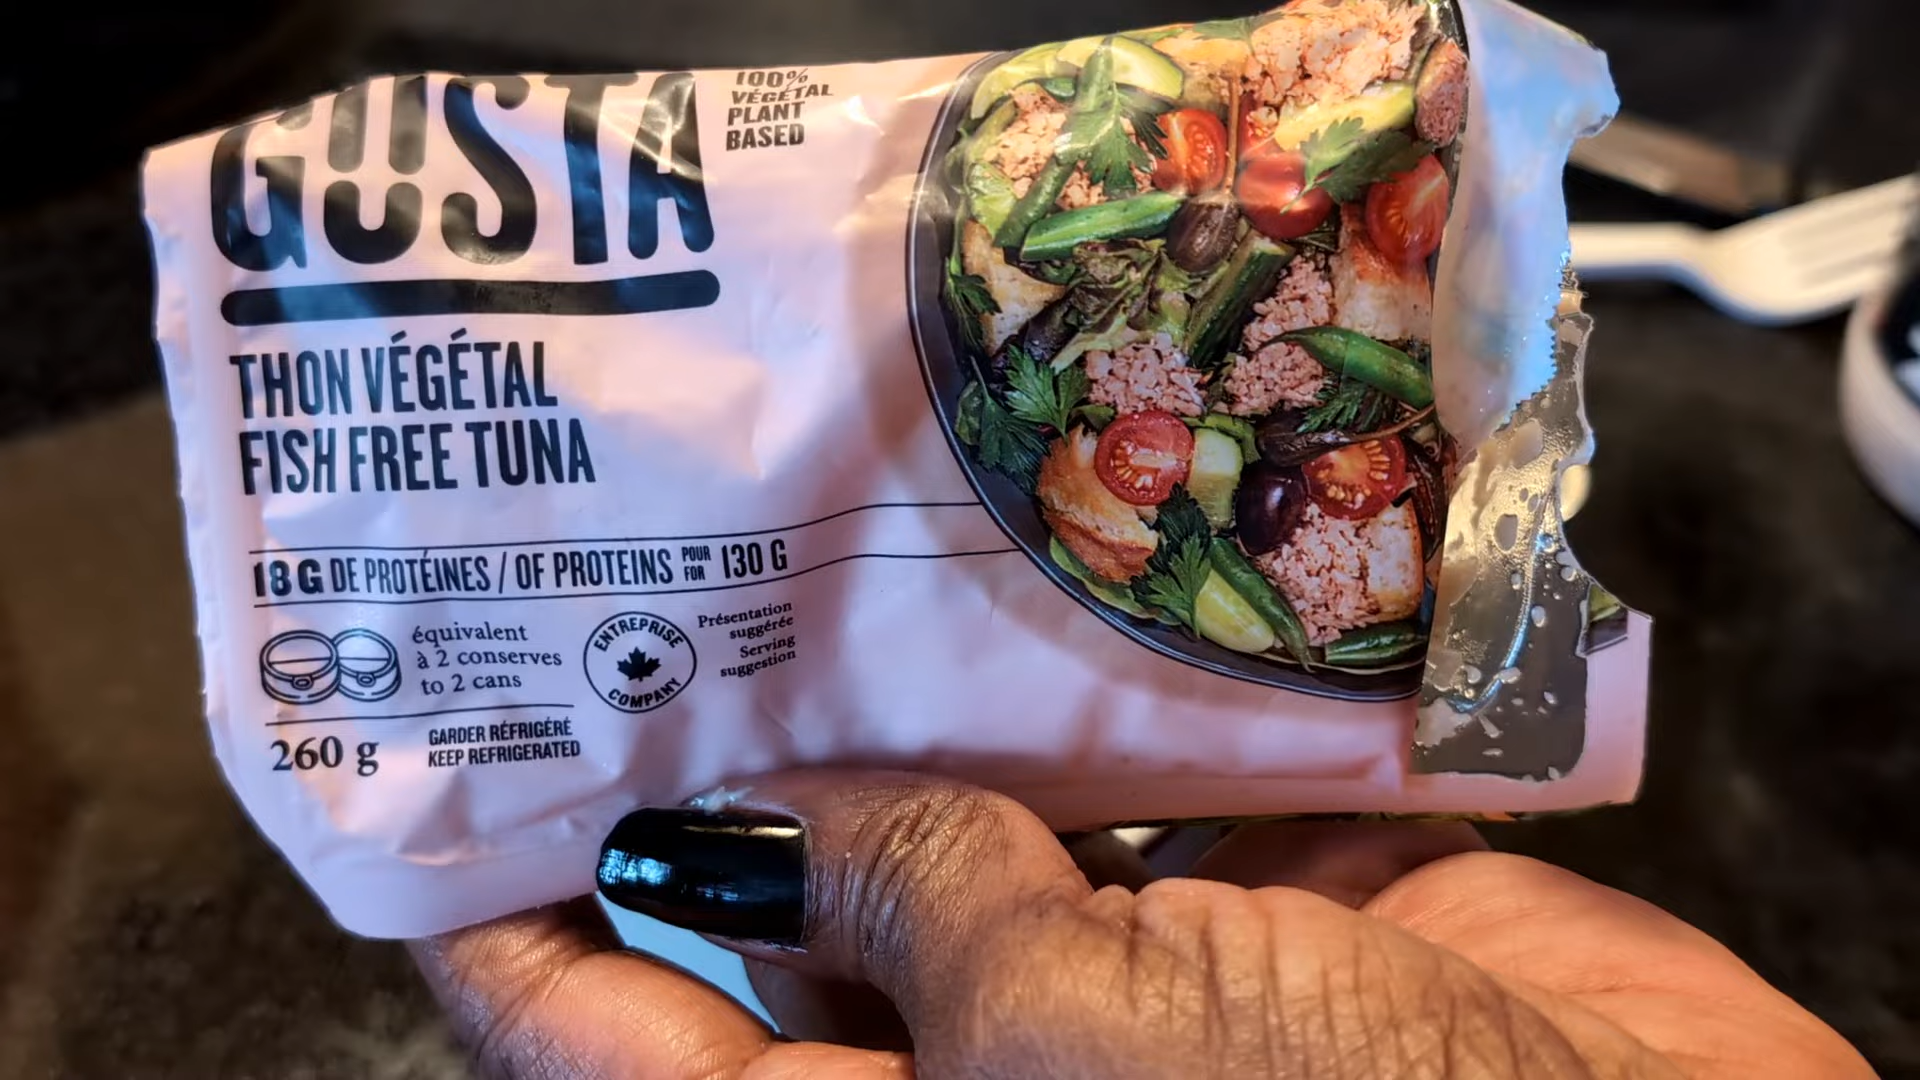 GUSTA
100%
VÉGÉTAL
PLANT
BASED
THON VÉGÉTAL
FISH FREE TUNA
18 G DE PROTÉINES / OF PROTEINS POUR FOR 130 G
équivalent
à 2 conserves
to 2 cans
ENTREPRISE
COMPANY
Présentation
suggérée
Serving
suggestion
260 g
GARDER RÉFRIGÉRÉ
KEEP REFRIGERATED